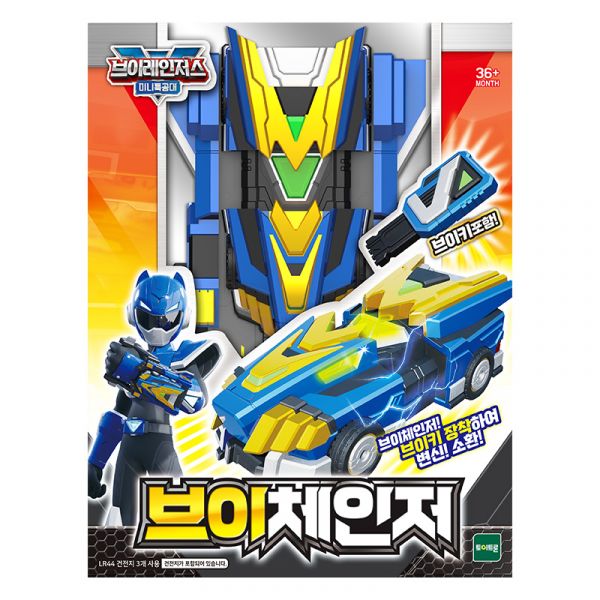 브이레인저스
미니특공대
36+
MONTH
브이키포함!
브이체인저!
브이키 장착하여
변신! 소환!
브이체인저
토이트론
LR44 건전지 3개 사용 건전지가 포함되어 있습니다.